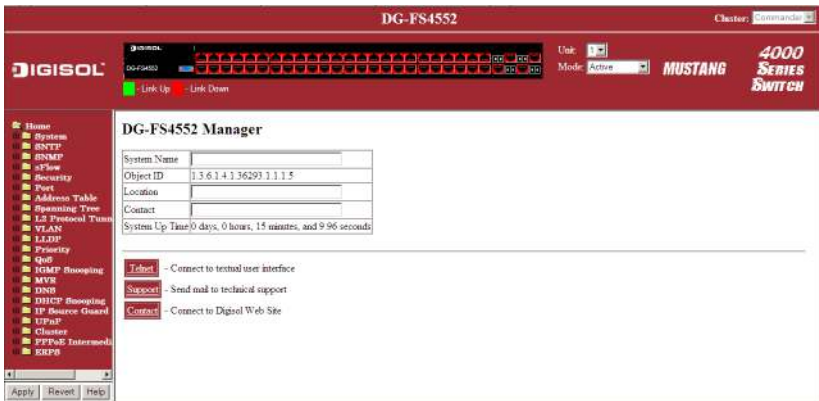 DG-FS4552
Cluster: Commander
DIGISOL
DIGISOL
DG-FS4552
- Link Up
- Link Down
Unit: 1
Mode: Active
MUSTANG
4000
SERIES
SWITCH
Home
System
SNTP
SNMP
sFlow
Security
Port
Address Table
Spanning Tree
L2 Protocol Tunn
VLAN
LLDP
Priority
QoS
IGMP Snooping
MVR
DNS
DHCP Snooping
IP Source Guard
UPnP
Cluster
PPPoE Intermedi
ERPS
Apply
Revert
Help
DG-FS4552 Manager
System Name
Object ID 1.3.6.1.4.1.36293.1.1.1.5
Location
Contact
System Up Time 0 days, 0 hours, 15 minutes, and 9.96 seconds
Telnet - Connect to textual user interface
Support - Send mail to technical support
Contact - Connect to Digisol Web Site